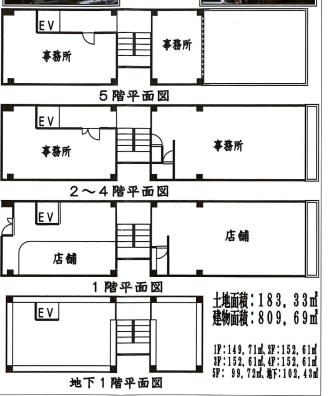 EV
事務所
事務所
5階平面図
EV
事務所
事務所
2～4階平面図
EV
店舗
店舗
1階平面図
EV
地下1階平面図
土地面積：183.33㎡
建物面積：809.69㎡
1F：149.71㎡，2F：152.61㎡
3F：152.61㎡，4F：152.61㎡
5F： 99.72㎡，地下：102.43㎡